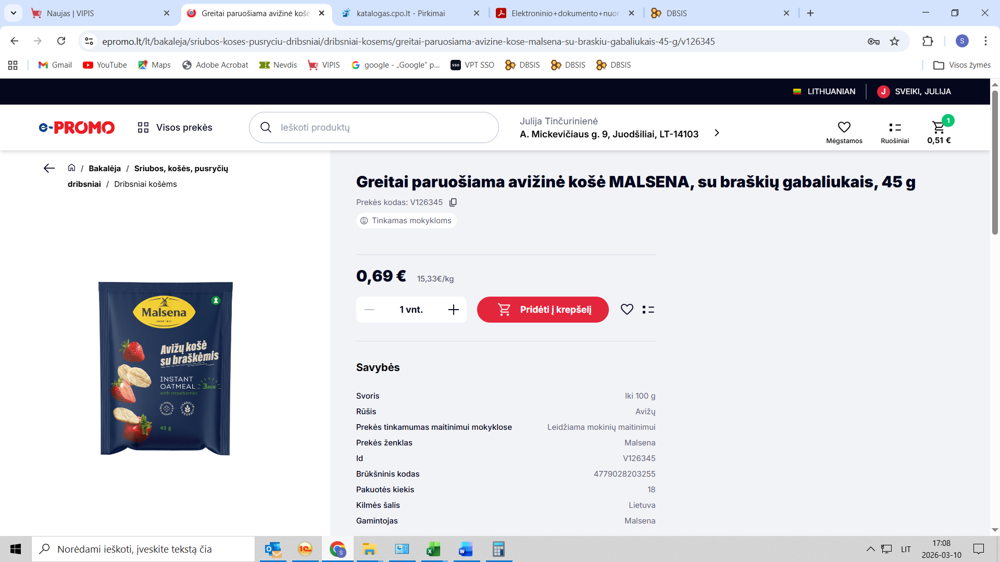 Naujas | VIPIS
Greitai paruošiama avižinė košė
katalogas.cpo.lt - Pirkimai
Elektroninio+dokumento+nuor
DBSIS
epromo.lt/lt/bakaleja/sriubos-koses-pusryciu-dribsniai/dribsniai-kosems/greitai-paruosiama-avizine-kose-malsena-su-braskiu-gabaliukais-45-g/v126345
S
Gmail
YouTube
Maps
Adobe Acrobat
Nevdis
VIPIS
google - „Google“ p...
sso VPT SSO
DBSIS
DBSIS
DBSIS
Visos žymės
LITHUANIAN
J SVEIKI, JULIJA
e-PROMO
Visos prekės
Ieškoti produktų
Julija Tinčurinienė
A. Mickevičiaus g. 9, Juodšiliai, LT-14103
Mėgstamos
Ruošiniai
1
0,51 €
/ Bakalėja / Sriubos, košės, pusryčių
dribsniai / Dribsniai košėms
Greitai paruošiama avižinė košė MALSENA, su braškių gabaliukais, 45 g
Prekės kodas: V126345
Tinkamas mokykloms
0,69 € 15,33€/kg
1 vnt.
Pridėti į krepšelį
Malsena
ANNO 1841
Avižų košė
su braškėmis
INSTANT
OATMEAL
with strawberries
3 MIN
45 g
Savybės
Svoris Iki 100 g
Rūšis Avižų
Prekės tinkamumas maitinimui mokyklose Leidžiama mokinių maitinimui
Prekės ženklas Malsena
Id V126345
Brūkšninis kodas 4779028203255
Pakuotės kiekis 18
Kilmės šalis Lietuva
Gamintojas Malsena
Norėdami ieškoti, įveskite tekstą čia
LIT
17:08
2026-03-10